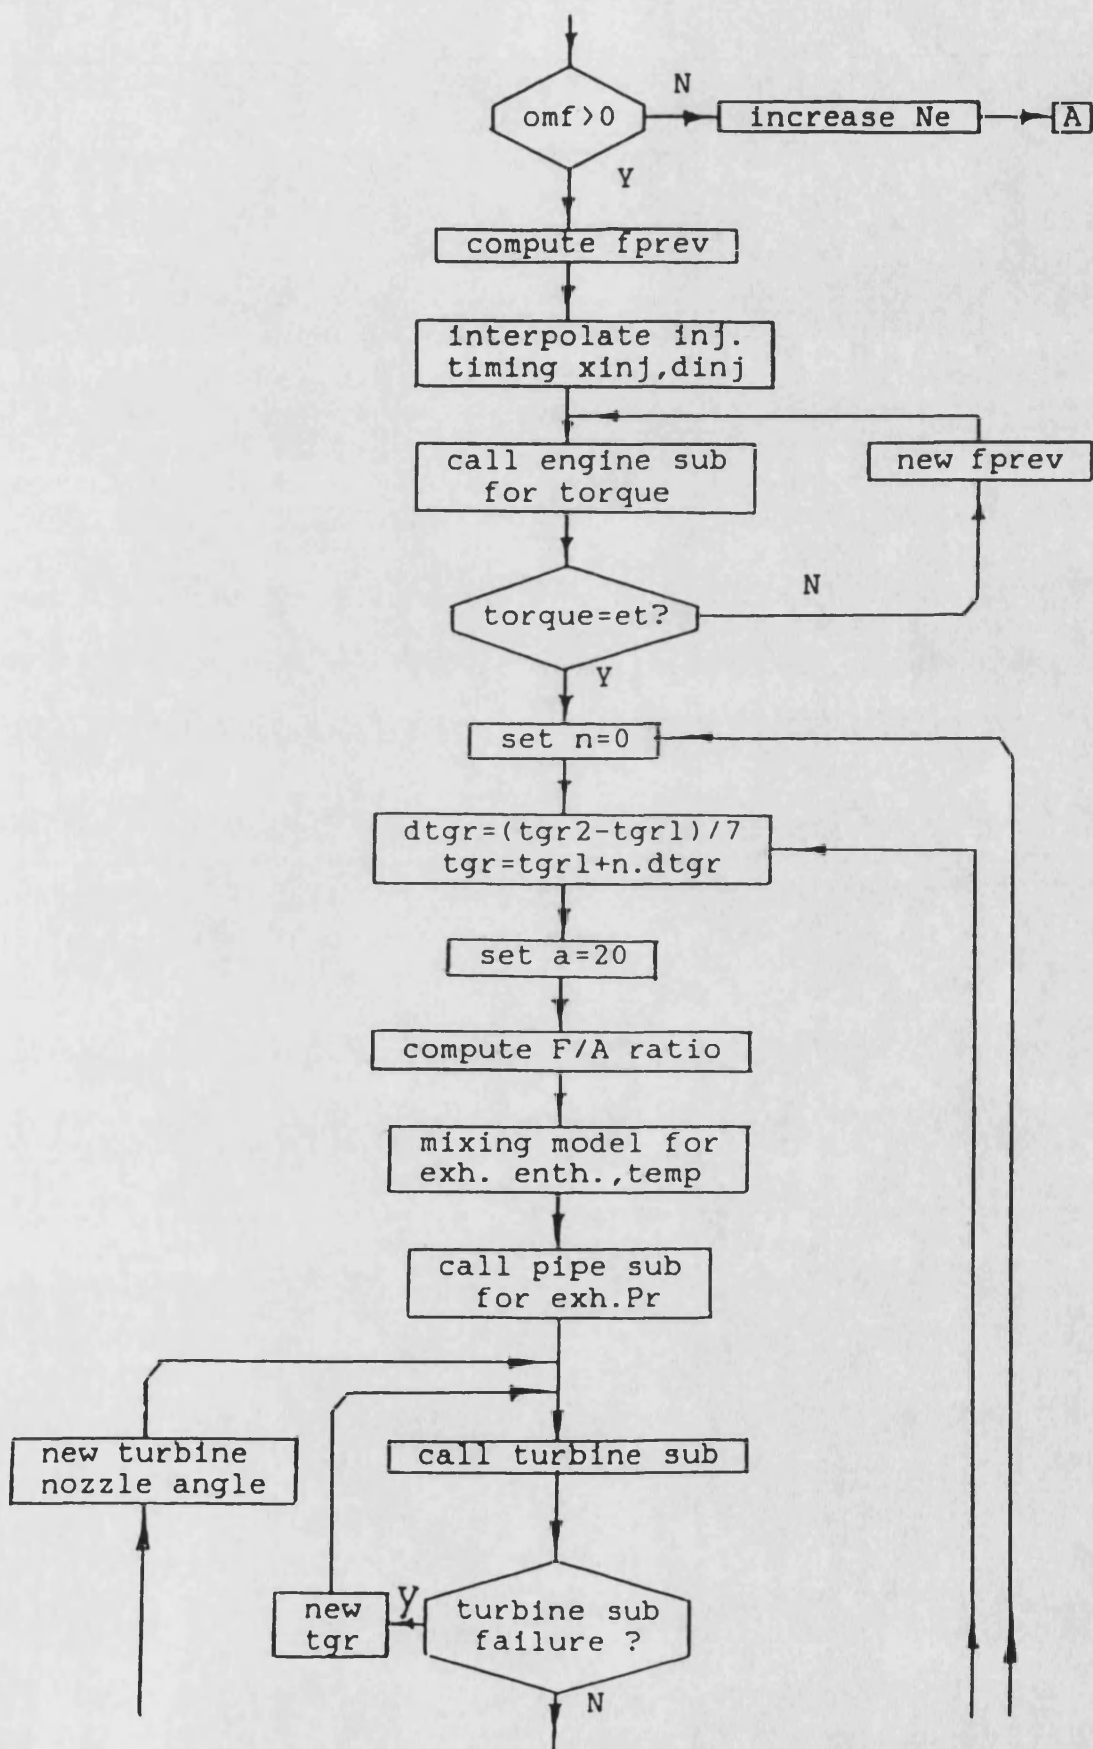 omf>0
N
increase Ne
A
Y
compute fprev
interpolate inj.
timing xinj,dinj
call engine sub
for torque
new fprev
torque=et?
N
Y
set n=0
dtgr=(tgr2-tgr1)/7
tgr=tgr1+n.dtgr
set a=20
compute F/A ratio
mixing model for
exh. enth.,temp
call pipe sub
for exh.Pr
new turbine
nozzle angle
call turbine sub
new
tgr
y
turbine sub
failure ?
N